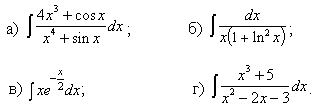 а) ∫ (4x³ + cos x)/(x⁴ + sin x) dx ; б) ∫ dx/(x(1 + ln² x)) ;
в) ∫ xe^(-x/2) dx; г) ∫ (x³ + 5)/(x² − 2x − 3) dx.